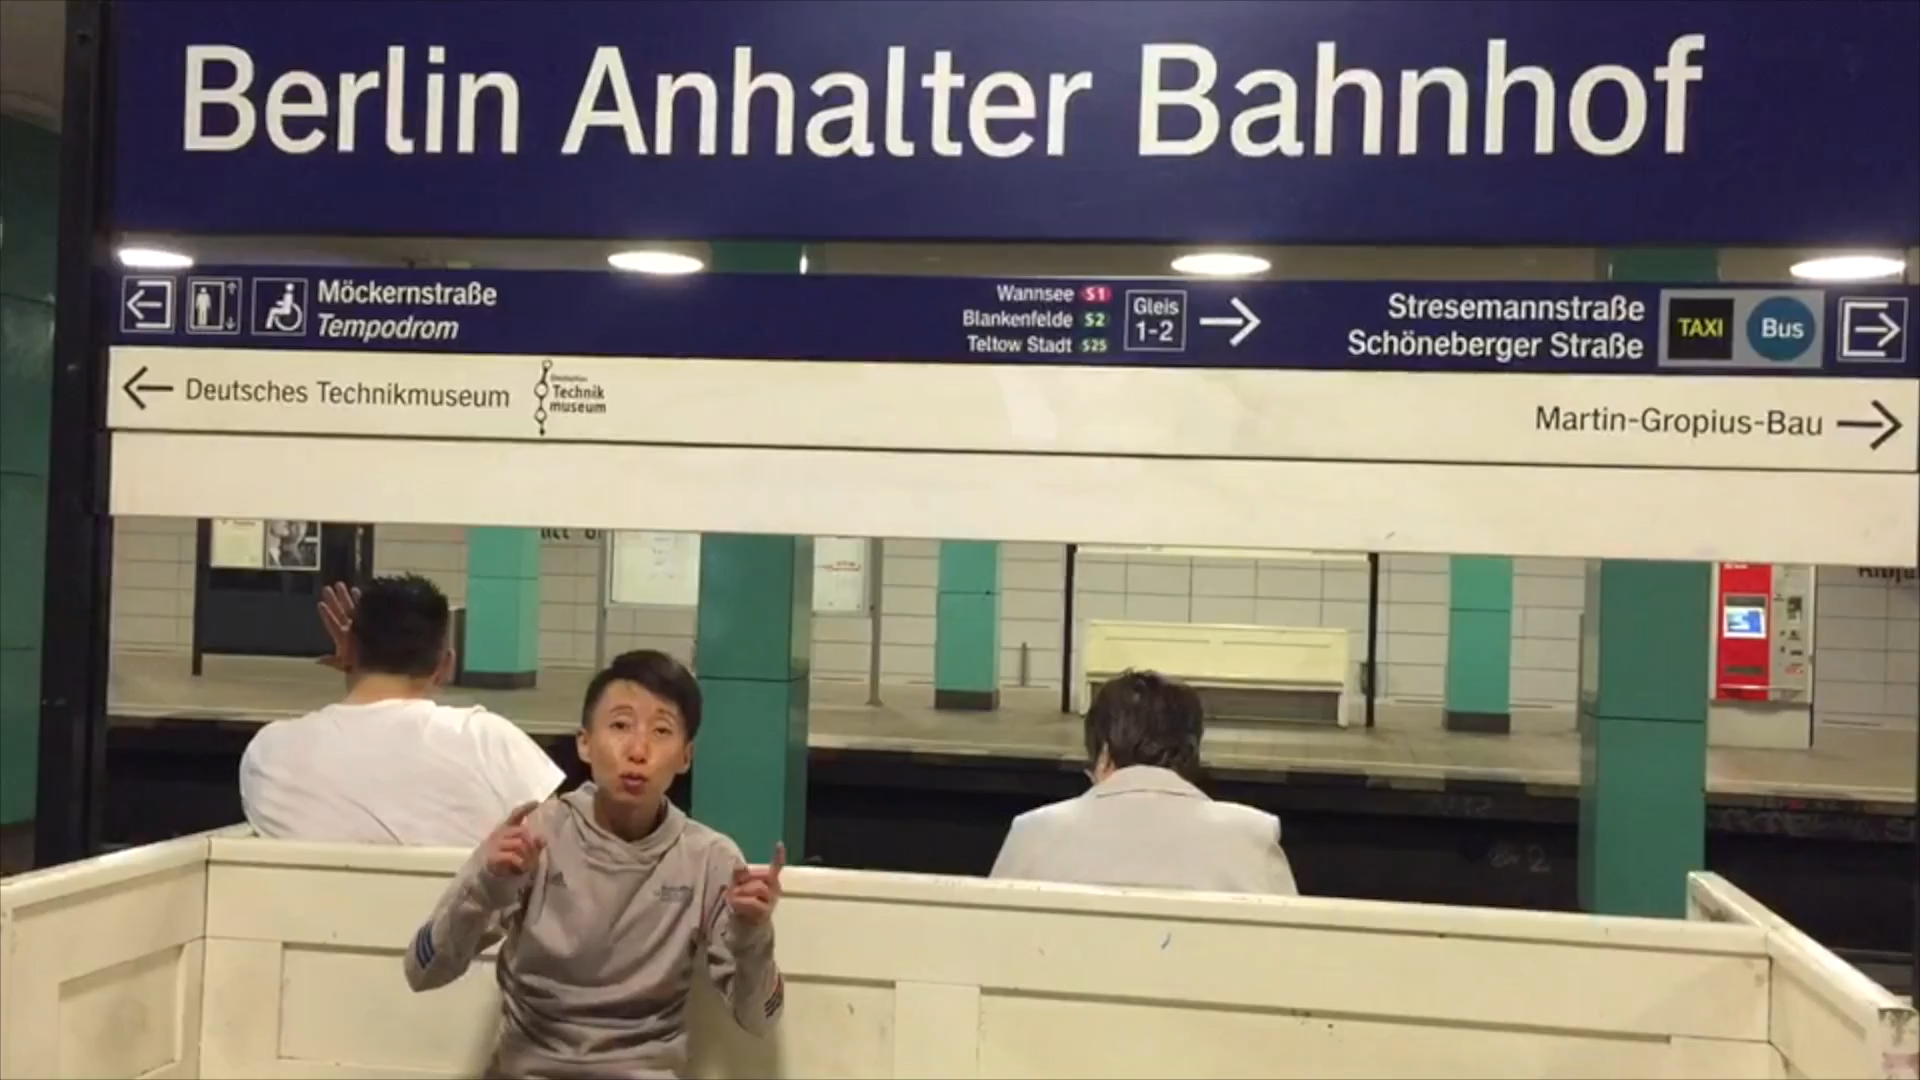 Berlin Anhalter Bahnhof
Möckernstraße
Tempodrom
Wannsee S1
Blankenfelde S2
Teltow Stadt S25
Gleis
1-2
Stresemannstraße
Schöneberger Straße
TAXI
Bus
Deutsches Technikmuseum
Deutsches
Technik
museum
Martin-Gropius-Bau